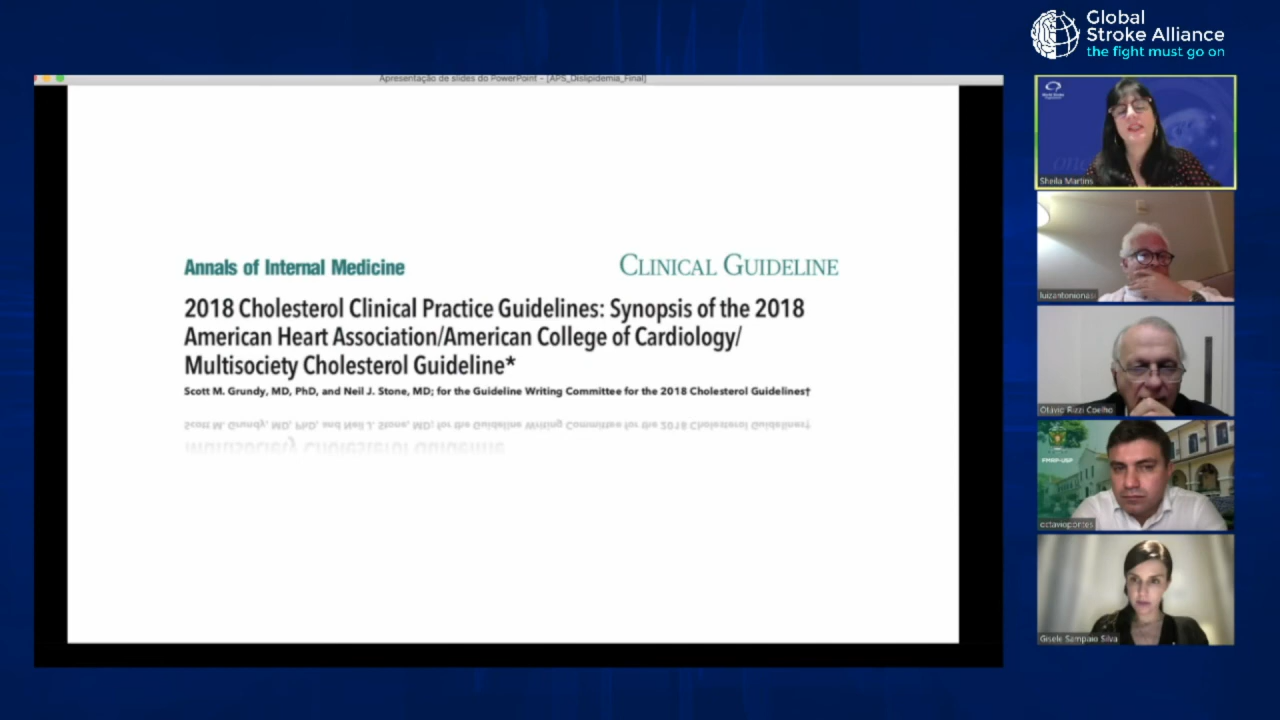 Global
Stroke Alliance
the fight must go on
Apresentação de slides do PowerPoint - [APS_Dislipidemia_Final]
Annals of Internal Medicine
CLINICAL GUIDELINE
2018 Cholesterol Clinical Practice Guidelines: Synopsis of the 2018
American Heart Association/American College of Cardiology/
Multisociety Cholesterol Guideline*
Scott M. Grundy, MD, PhD, and Neil J. Stone, MD; for the Guideline Writing Committee for the 2018 Cholesterol Guidelines†
Sheila Martins
luizantonionasi
Otávio Rizzi Coelho
FMRP-USP
octaviopontes
Gisele Sampaio Silva